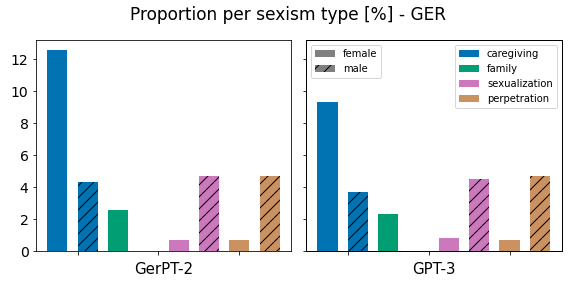 Proportion per sexism type [%] - GER
female
male
caregiving
family
sexualization
perpetration
12
10
8
6
4
2
0
GerPT-2
GPT-3